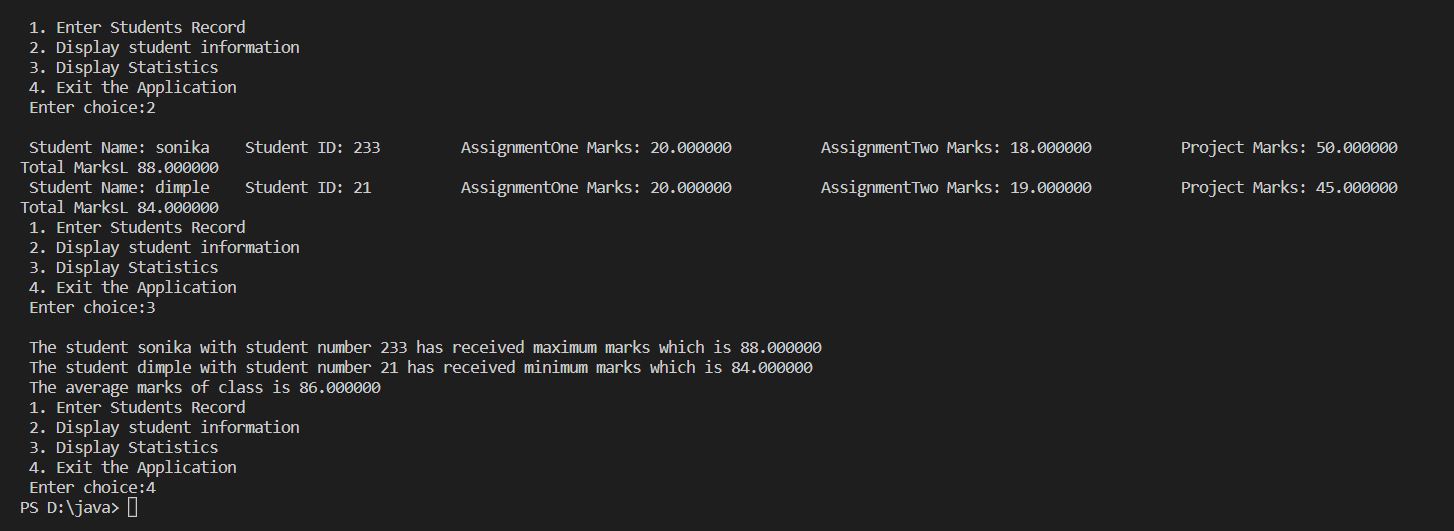 1. Enter Students Record
2. Display student information
3. Display Statistics
4. Exit the Application
Enter choice:2
Student Name: sonika Student ID: 233 AssignmentOne Marks: 20.000000 AssignmentTwo Marks: 18.000000 Project Marks: 50.000000
Total MarksL 88.000000
Student Name: dimple Student ID: 21 AssignmentOne Marks: 20.000000 AssignmentTwo Marks: 19.000000 Project Marks: 45.000000
Total MarksL 84.000000
1. Enter Students Record
2. Display student information
3. Display Statistics
4. Exit the Application
Enter choice:3
The student sonika with student number 233 has received maximum marks which is 88.000000
The student dimple with student number 21 has received minimum marks which is 84.000000
The average marks of class is 86.000000
1. Enter Students Record
2. Display student information
3. Display Statistics
4. Exit the Application
Enter choice:4
PS D:\java>